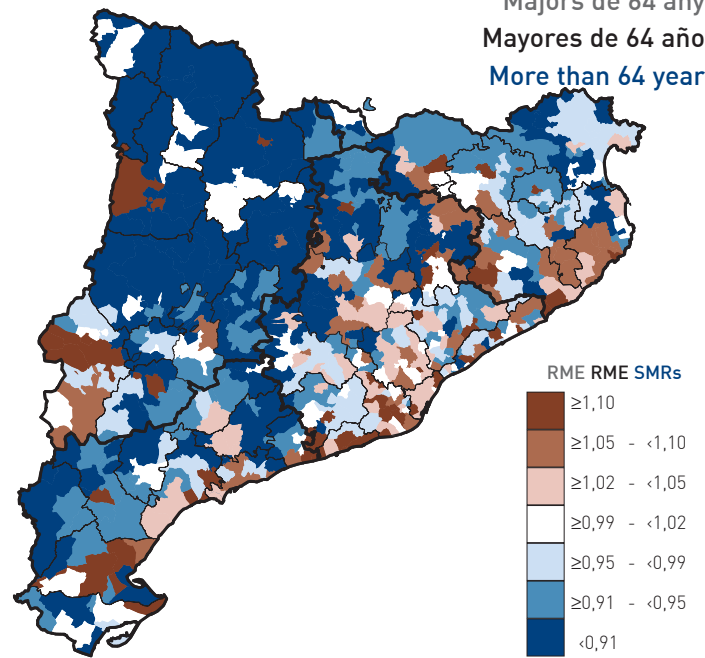 Majors de 64 any
Mayores de 64 año
More than 64 year
RME RME SMRs
≥1,10
≥1,05 - <1,10
≥1,02 - <1,05
≥0,99 - <1,02
≥0,95 - <0,99
≥0,91 - <0,95
<0,91